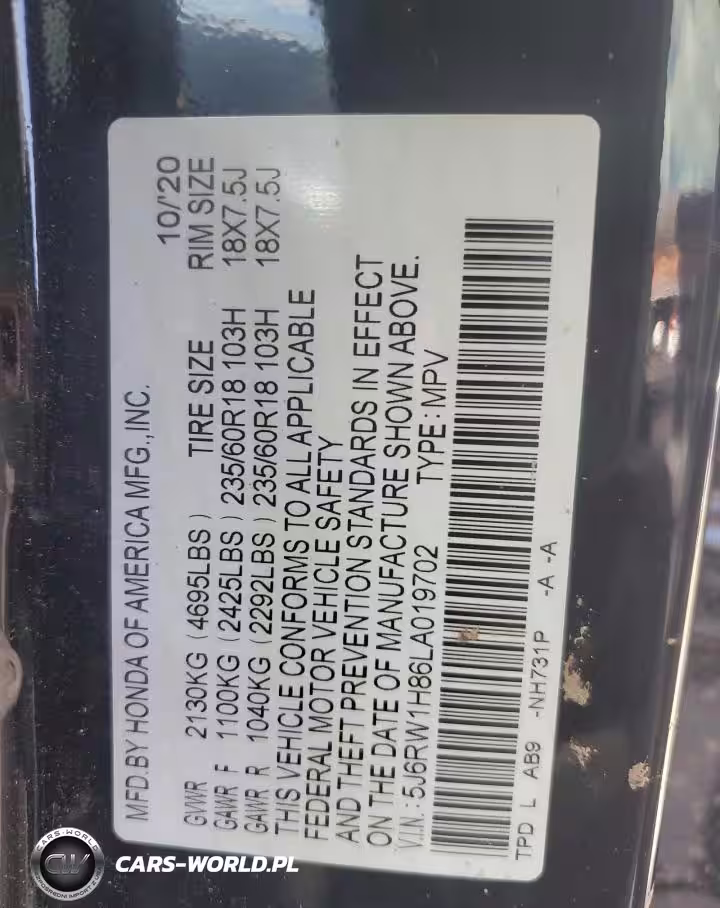 MFD.BY HONDA OF AMERICA MFG.,INC. 10/'20
GVWR 2130KG (4695LBS) TIRE SIZE RIM SIZE
GAWR F 1100KG (2425LBS) 235/60R18 103H 18X7.5J
GAWR R 1040KG (2292LBS) 235/60R18 103H 18X7.5J
THIS VEHICLE CONFORMS TO ALL APPLICABLE
FEDERAL MOTOR VEHICLE SAFETY
AND THEFT PREVENTION STANDARDS IN EFFECT
ON THE DATE OF MANUFACTURE SHOWN ABOVE.
V.I.N.: 5J6RW1H86LA019702 TYPE: MPV
TPD L AB9 -NH731P -A -A
CARS-WORLD
CW
CARS-WORLD.PL